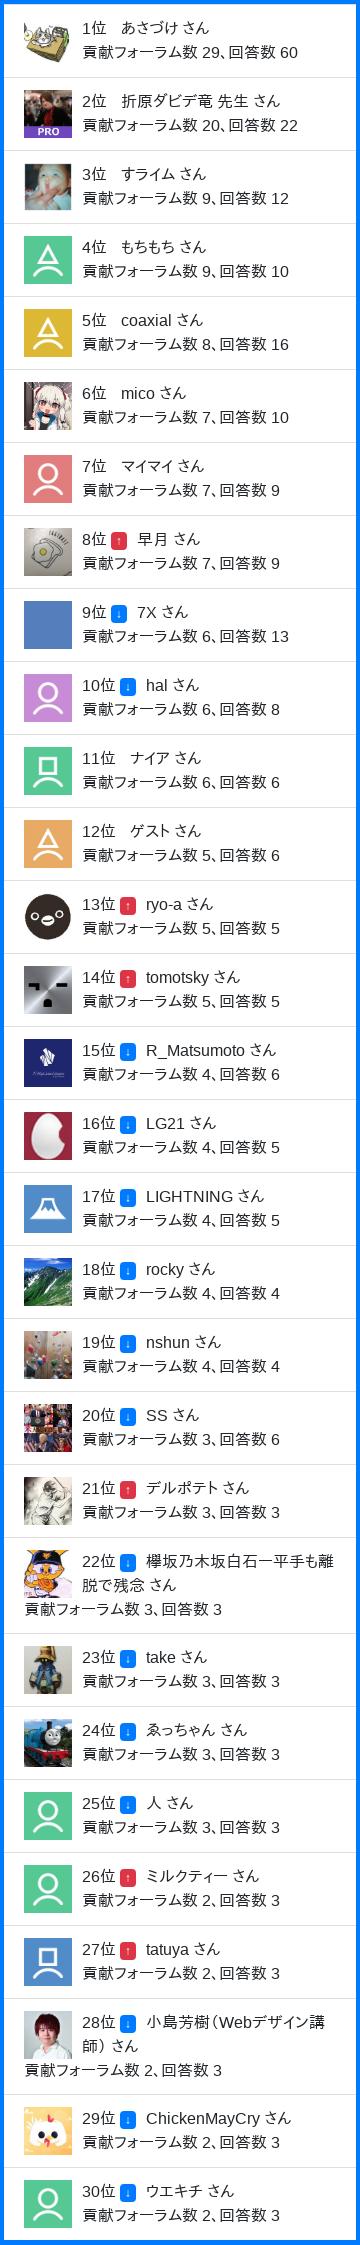 1位　あさづけ さん
貢献フォーラム数 29、回答数 60
PRO
2位　折原ダビデ竜 先生 さん
貢献フォーラム数 20、回答数 22
3位　すライム さん
貢献フォーラム数 9、回答数 12
4位　もちもち さん
貢献フォーラム数 9、回答数 10
5位　coaxial さん
貢献フォーラム数 8、回答数 16
6位　mico さん
貢献フォーラム数 7、回答数 10
7位　マイマイ さん
貢献フォーラム数 7、回答数 9
8位 ↑　早月 さん
貢献フォーラム数 7、回答数 9
9位 ↓　7X さん
貢献フォーラム数 6、回答数 13
10位 ↓　hal さん
貢献フォーラム数 6、回答数 8
11位　ナイア さん
貢献フォーラム数 6、回答数 6
12位　ゲスト さん
貢献フォーラム数 5、回答数 6
13位 ↑　ryo-a さん
貢献フォーラム数 5、回答数 5
14位 ↑　tomotsky さん
貢献フォーラム数 5、回答数 5
15位 ↓　R_Matsumoto さん
貢献フォーラム数 4、回答数 6
16位 ↓　LG21 さん
貢献フォーラム数 4、回答数 5
17位 ↓　LIGHTNING さん
貢献フォーラム数 4、回答数 5
18位 ↓　rocky さん
貢献フォーラム数 4、回答数 4
19位 ↓　nshun さん
貢献フォーラム数 4、回答数 4
20位 ↓　SS さん
貢献フォーラム数 3、回答数 6
21位 ↑　デルポテト さん
貢献フォーラム数 3、回答数 3
22位 ↓　欅坂乃木坂白石一平手も離
脱で残念 さん
貢献フォーラム数 3、回答数 3
23位 ↓　take さん
貢献フォーラム数 3、回答数 3
24位 ↓　ゑっちゃん さん
貢献フォーラム数 3、回答数 3
25位 ↓　人 さん
貢献フォーラム数 3、回答数 3
26位 ↑　ミルクティー さん
貢献フォーラム数 2、回答数 3
27位 ↑　tatuya さん
貢献フォーラム数 2、回答数 3
28位 ↓　小島芳樹（Webデザイン講
師） さん
貢献フォーラム数 2、回答数 3
29位 ↓　ChickenMayCry さん
貢献フォーラム数 2、回答数 3
30位 ↓　ウエキチ さん
貢献フォーラム数 2、回答数 3